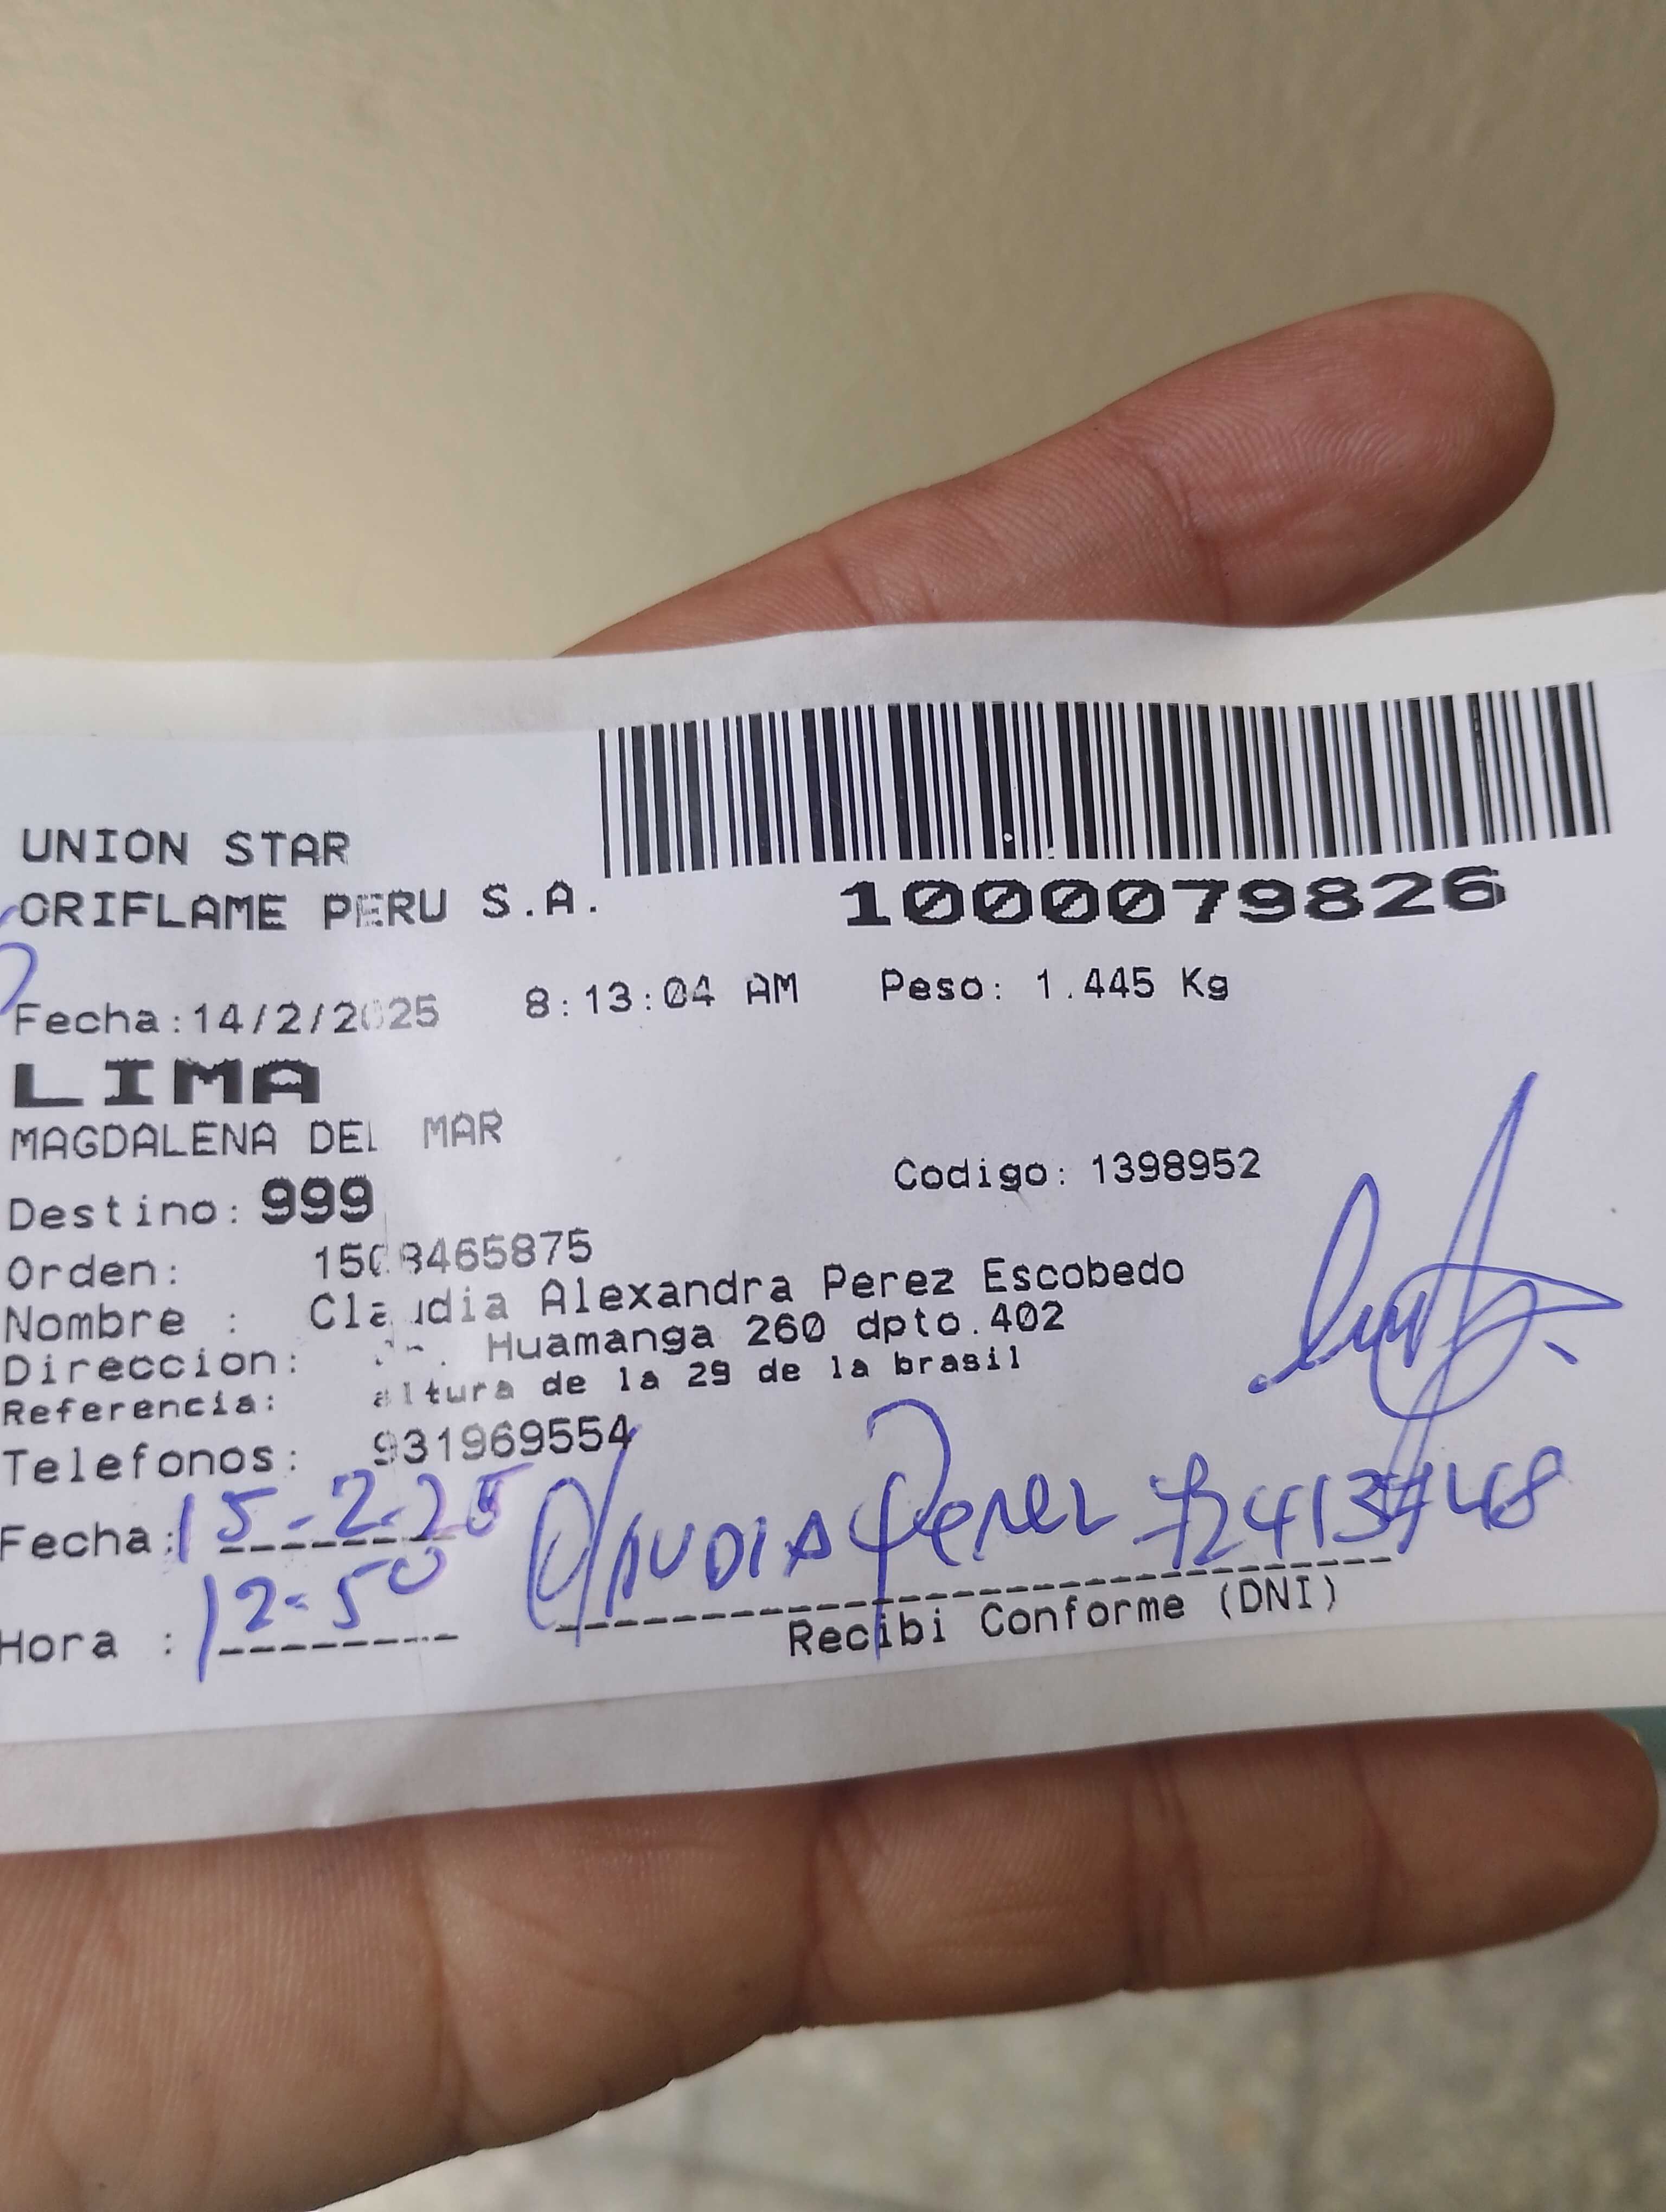 UNION STAR
ORIFLAME PERU S.A.
1000079826
Fecha:14/2/2025 8:13:04 AM Peso: 1.445 Kg
LIMA
MAGDALENA DEL MAR
Codigo: 1398952
Destino: 999
Orden: 1508465875
Nombre : Claudia Alexandra Perez Escobedo
Direccion: Huamanga 260 dpto.402
Referencia: altura de la 29 de la brasil
Telefonos: 931969554
Fecha: 15-2-25 Claudia Perez
Hora : 12-50
Recibi Conforme (DNI)